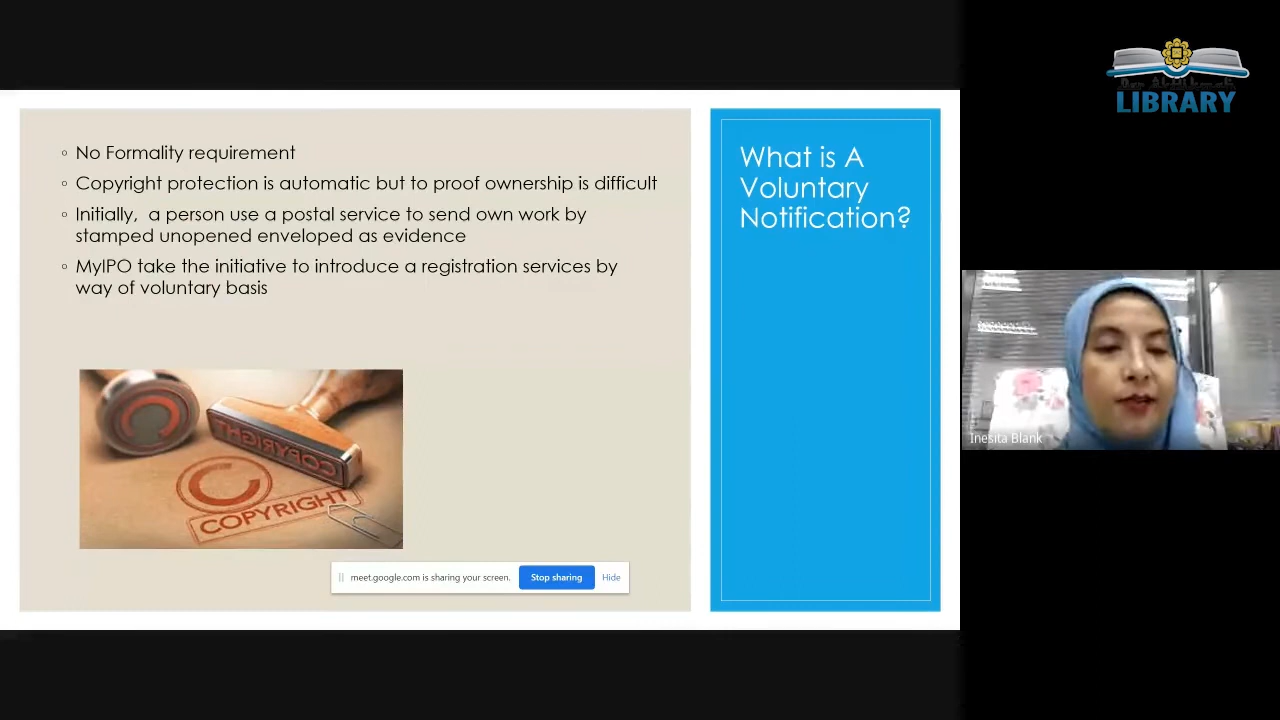 No Formality requirement
Copyright protection is automatic but to proof ownership is difficult
Initially, a person use a postal service to send own work by
stamped unopened enveloped as evidence
MyIPO take the initiative to introduce a registration services by
way of voluntary basis
COPYRIGHT
COPYRIGHT
meet.google.com is sharing your screen.
Stop sharing
Hide
What is A
Voluntary
Notification?
LIBRARY
Inesita Blank